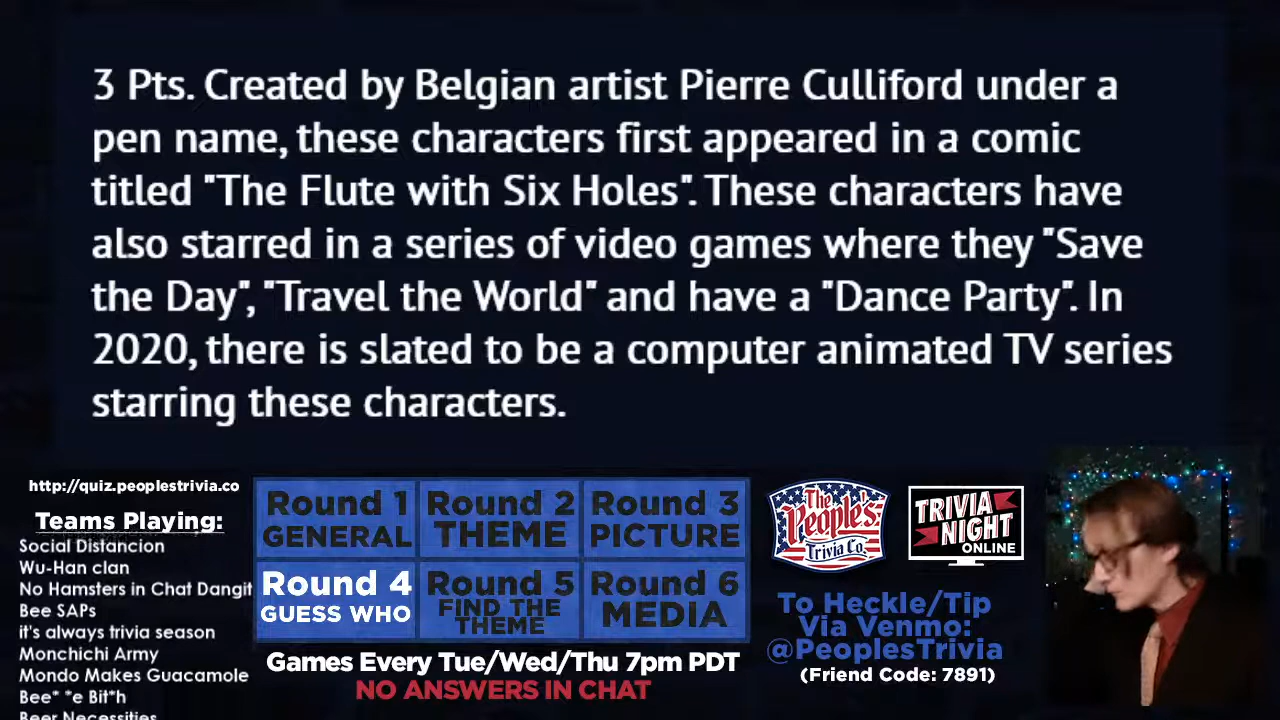 3 Pts. Created by Belgian artist Pierre Culliford under a
pen name, these characters first appeared in a comic
titled "The Flute with Six Holes". These characters have
also starred in a series of video games where they "Save
the Day", "Travel the World" and have a "Dance Party". In
2020, there is slated to be a computer animated TV series
starring these characters.
http://quiz.peoplestrivia.co
Teams Playing:
Social Distancion
Wu-Han clan
No Hamsters in Chat Dangit
Bee SAPs
it's always trivia season
Monchichi Army
Mondo Makes Guacamole
Bee* *e Bit*h
Beer Necessities
Round 1
GENERAL
Round 2
THEME
Round 3
PICTURE
Round 4
GUESS WHO
Round 5
FIND THE
THEME
Round 6
MEDIA
Games Every Tue/Wed/Thu 7pm PDT
NO ANSWERS IN CHAT
The
People's
Trivia Co.
TRIVIA
NIGHT
ONLINE
To Heckle/Tip
Via Venmo:
@PeoplesTrivia
(Friend Code: 7891)